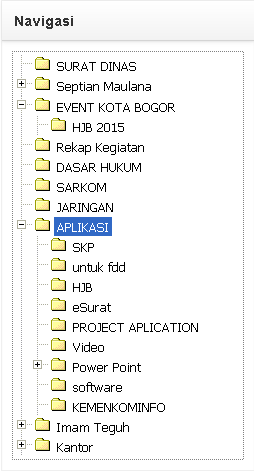 Navigasi
SURAT DINAS
Septian Maulana
EVENT KOTA BOGOR
HJB 2015
Rekap Kegiatan
DASAR HUKUM
SARKOM
JARINGAN
APLIKASI
SKP
untuk fdd
HJB
eSurat
PROJECT APLICATION
Video
Power Point
software
KEMENKOMINFO
Imam Teguh
Kantor